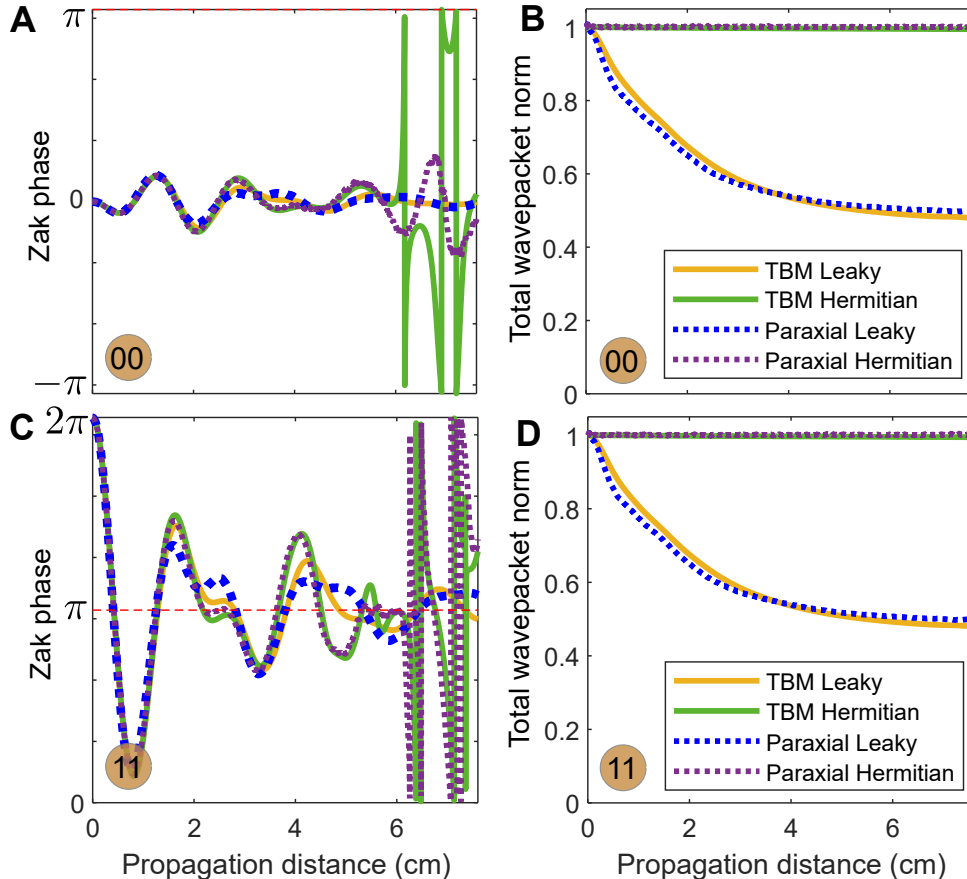 A
π
0
−π
Zak phase
00
B
1
0.8
0.6
0.4
0.2
0
Total wavepacket norm
TBM Leaky
TBM Hermitian
Paraxial Leaky
Paraxial Hermitian
00
C
2π
π
0
Zak phase
11
0 2 4 6
Propagation distance (cm)
D
1
0.8
0.6
0.4
0.2
0
Total wavepacket norm
TBM Leaky
TBM Hermitian
Paraxial Leaky
Paraxial Hermitian
11
0 2 4 6
Propagation distance (cm)